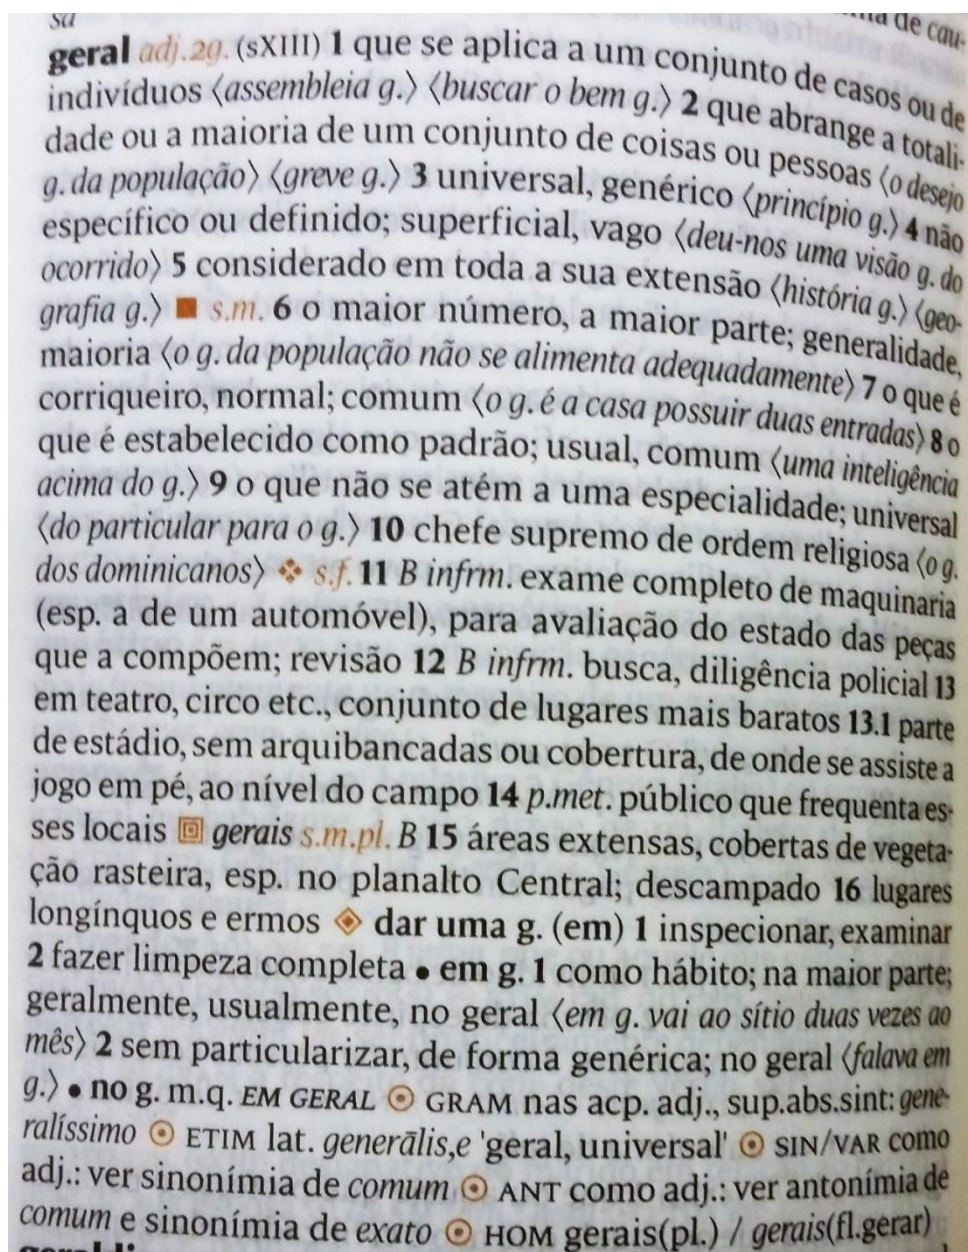 sa
ma de cau-
geral adj.2g. (sXIII) 1 que se aplica a um conjunto de casos ou de
indivíduos ⟨assembleia g.⟩ ⟨buscar o bem g.⟩ 2 que abrange a totali-
dade ou a maioria de um conjunto de coisas ou pessoas ⟨o desejo
g. da população⟩ ⟨greve g.⟩ 3 universal, genérico ⟨princípio g.⟩ 4 não
específico ou definido; superficial, vago ⟨deu-nos uma visão g. do
ocorrido⟩ 5 considerado em toda a sua extensão ⟨história g.⟩ ⟨geo-
grafia g.⟩ ■ s.m. 6 o maior número, a maior parte; generalidade,
maioria ⟨o g. da população não se alimenta adequadamente⟩ 7 o que é
corriqueiro, normal; comum ⟨o g. é a casa possuir duas entradas⟩ 8 o
que é estabelecido como padrão; usual, comum ⟨uma inteligência
acima do g.⟩ 9 o que não se atém a uma especialidade; universal
⟨do particular para o g.⟩ 10 chefe supremo de ordem religiosa ⟨o g.
dos dominicanos⟩ ❖ s.f. 11 B infrm. exame completo de maquinaria
(esp. a de um automóvel), para avaliação do estado das peças
que a compõem; revisão 12 B infrm. busca, diligência policial 13
em teatro, circo etc., conjunto de lugares mais baratos 13.1 parte
de estádio, sem arquibancadas ou cobertura, de onde se assiste a
jogo em pé, ao nível do campo 14 p.met. público que frequenta es-
ses locais ▣ gerais s.m.pl. B 15 áreas extensas, cobertas de vegeta-
ção rasteira, esp. no planalto Central; descampado 16 lugares
longínquos e ermos ◈ dar uma g. (em) 1 inspecionar, examinar
2 fazer limpeza completa • em g. 1 como hábito; na maior parte;
geralmente, usualmente, no geral ⟨em g. vai ao sítio duas vezes ao
mês⟩ 2 sem particularizar, de forma genérica; no geral ⟨falava em
g.⟩ • no g. m.q. EM GERAL ⊙ GRAM nas acp. adj., sup.abs.sint: gene-
ralíssimo ⊙ ETIM lat. generālis,e 'geral, universal' ⊙ SIN/VAR como
adj.: ver sinonímia de comum ⊙ ANT como adj.: ver antonímia de
comum e sinonímia de exato ⊙ HOM gerais(pl.) / gerais(fl.gerar)